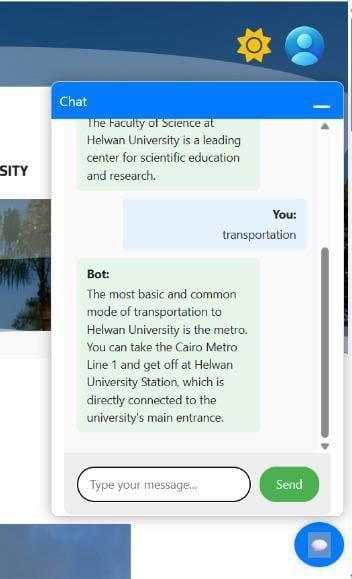 Chat
The Faculty of Science at
Helwan University is a leading
center for scientific education
and research.
SITY
You:
transportation
Bot:
The most basic and common
mode of transportation to
Helwan University is the metro.
You can take the Cairo Metro
Line 1 and get off at Helwan
University Station, which is
directly connected to the
university's main entrance.
Type your message...
Send